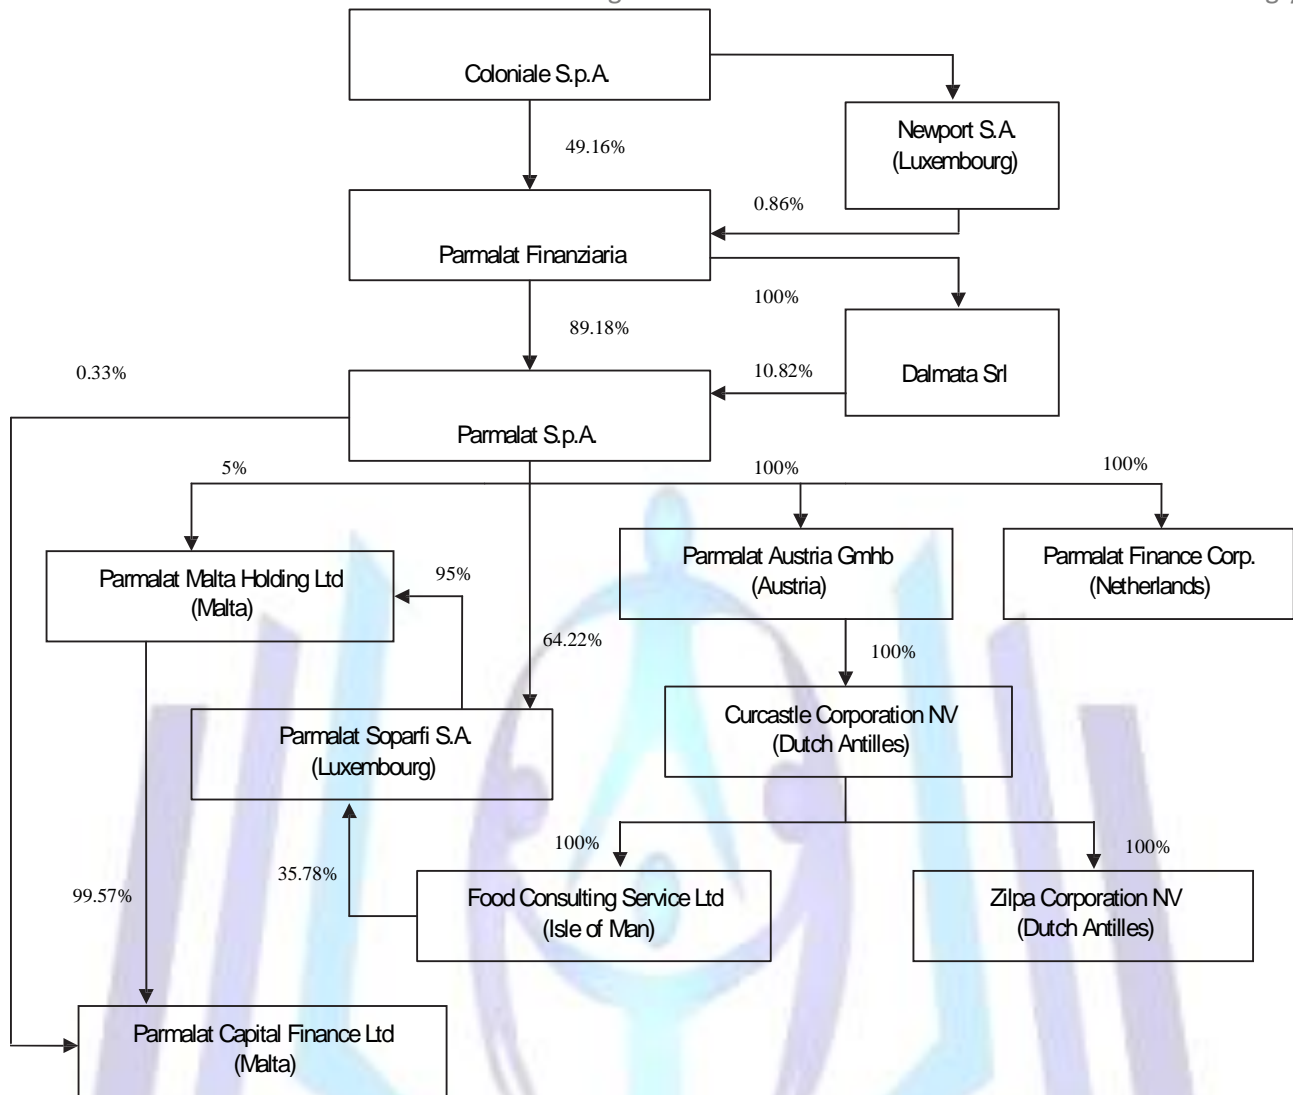 Coloniale S.p.A.
Newport S.A.
(Luxembourg)
49.16%
0.86%
Parmalat Finanziaria
100%
89.18%
0.33%
10.82%
Dalmata Srl
Parmalat S.p.A.
5%
100%
100%
Parmalat Malta Holding Ltd
(Malta)
95%
Parmalat Austria Gmhb
(Austria)
Parmalat Finance Corp.
(Netherlands)
64.22%
100%
Parmalat Soparfi S.A.
(Luxembourg)
Curcastle Corporation NV
(Dutch Antilles)
100%
100%
35.78%
99.57%
Food Consulting Service Ltd
(Isle of Man)
Zilpa Corporation NV
(Dutch Antilles)
Parmalat Capital Finance Ltd
(Malta)